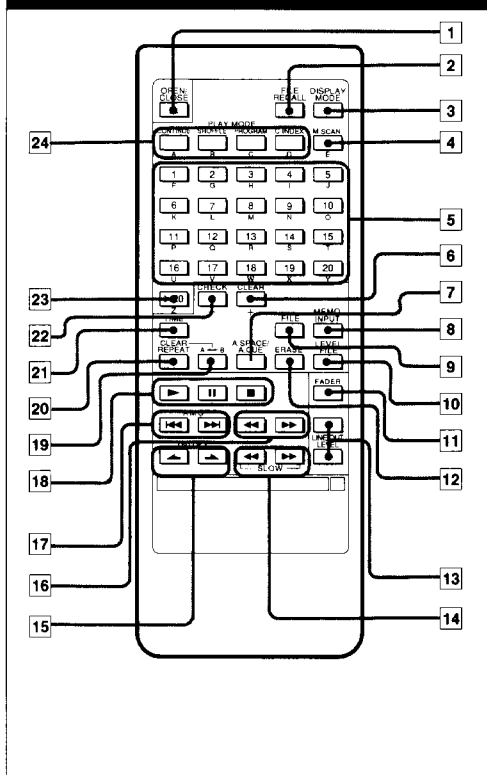 1
2
OPEN/ CLOSE
FILE RECALL
DISPLAY MODE
3
PLAY MODE
CONTINUE SHUFFLE PROGRAM C.INDEX M SCAN
4
24
A B C D E
1 2 3 4 5
F G H I J
6 7 8 9 10
5
K L M N O
11 12 13 14 15
P Q R S T
6
16 17 18 19 20
U V W X Y
7
23
>20 CHECK CLEAR
Z +
MEMO INPUT
8
22
TIME
FILE
9
21
CLEAR
REPEAT A ↔ B
A SPACE/ A CUE
ERASE
LEVEL FILE
10
20
FADER
11
19
18
AMS
LINE OUT LEVEL
12
17
SLOW
16
13
15
14